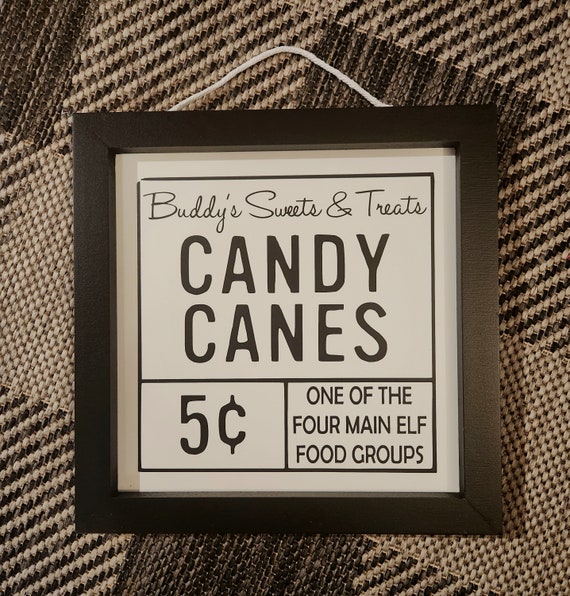 Buddy's Sweets & Treats
CANDY
CANES
5¢
ONE OF THE
FOUR MAIN ELF
FOOD GROUPS